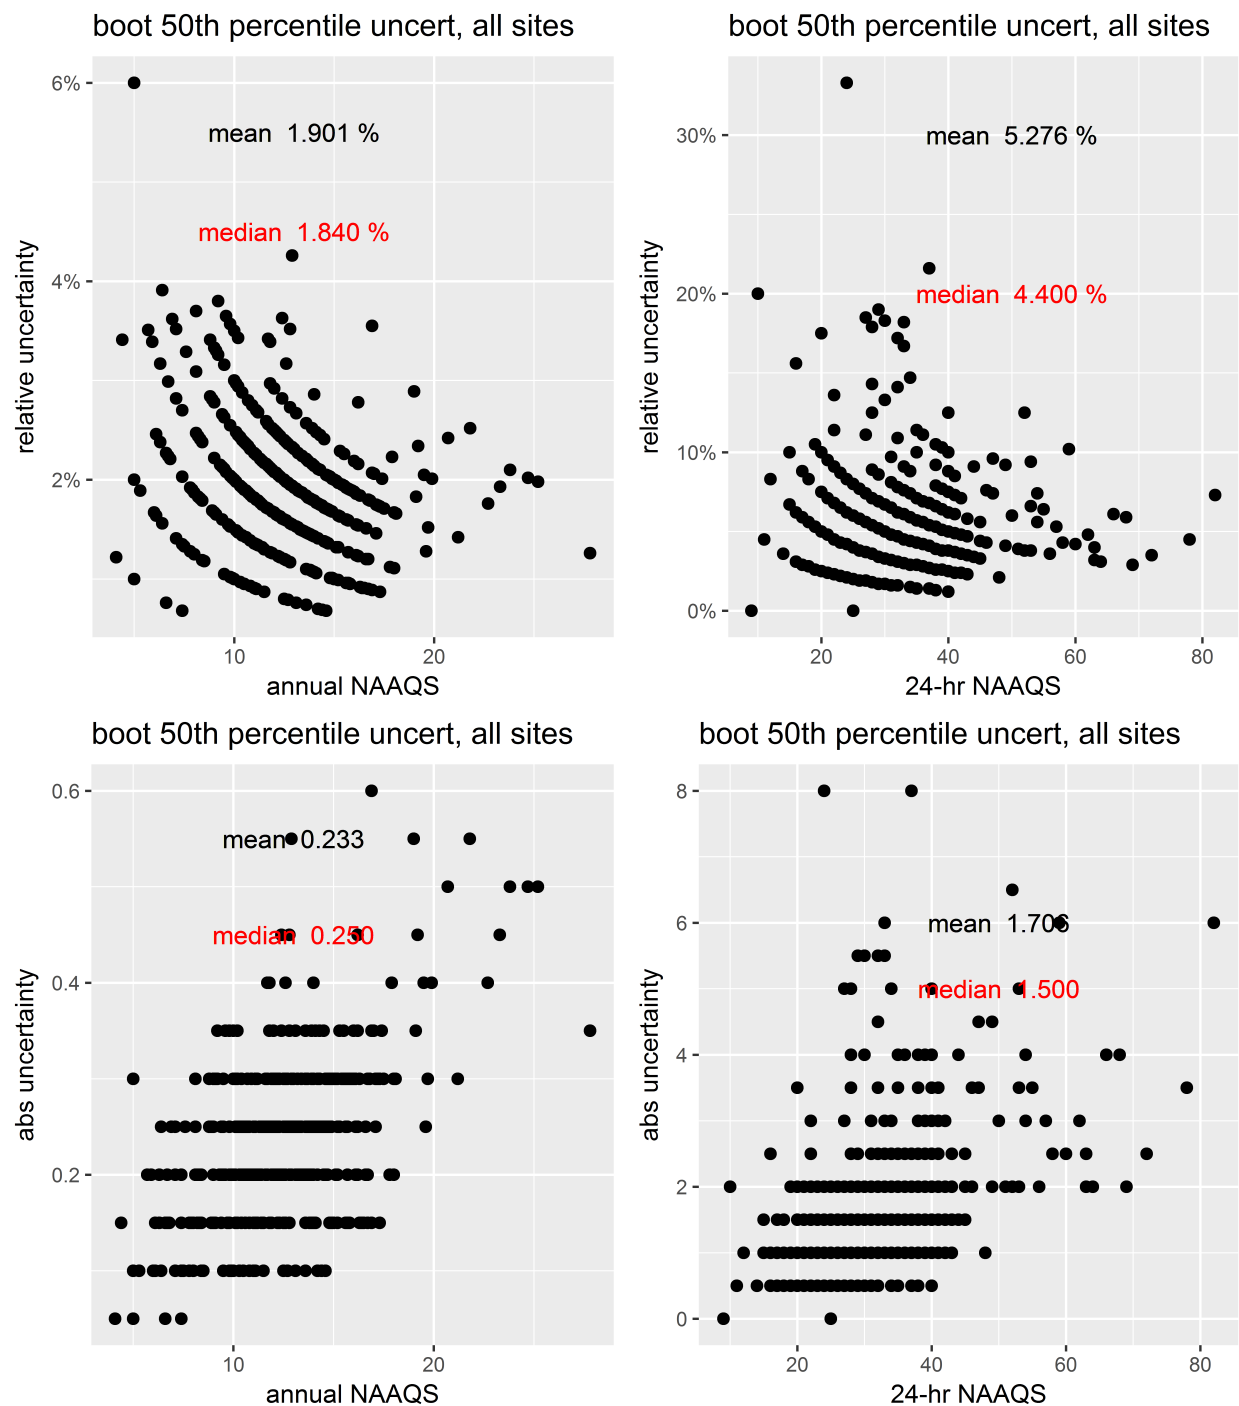 boot 50th percentile uncert, all sites
relative uncertainty
6%
4%
2%
mean 1.901 %
median 1.840 %
10 20
annual NAAQS
boot 50th percentile uncert, all sites
relative uncertainty
30%
20%
10%
0%
mean 5.276 %
median 4.400 %
20 40 60 80
24-hr NAAQS
boot 50th percentile uncert, all sites
abs uncertainty
0.6
0.4
0.2
mean 0.233
median 0.250
10 20
annual NAAQS
boot 50th percentile uncert, all sites
abs uncertainty
8
6
4
2
0
mean 1.706
median 1.500
20 40 60 80
24-hr NAAQS